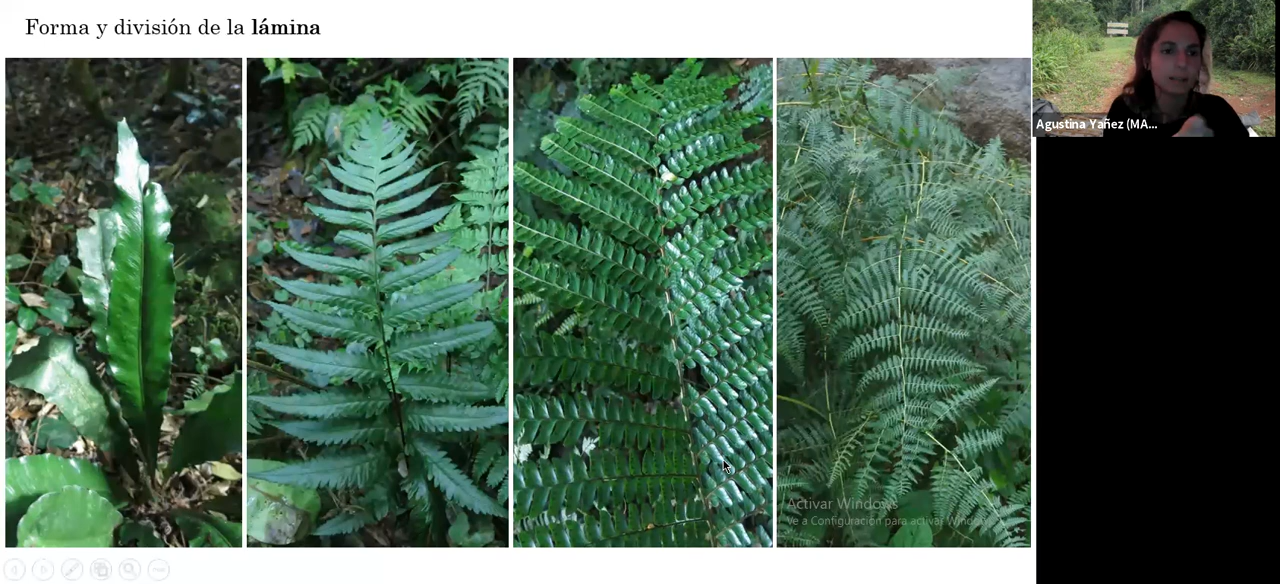 Forma y división de la lámina
Agustina Yañez (MA...
Activar Windows
Ve a Configuración para activar Windows.